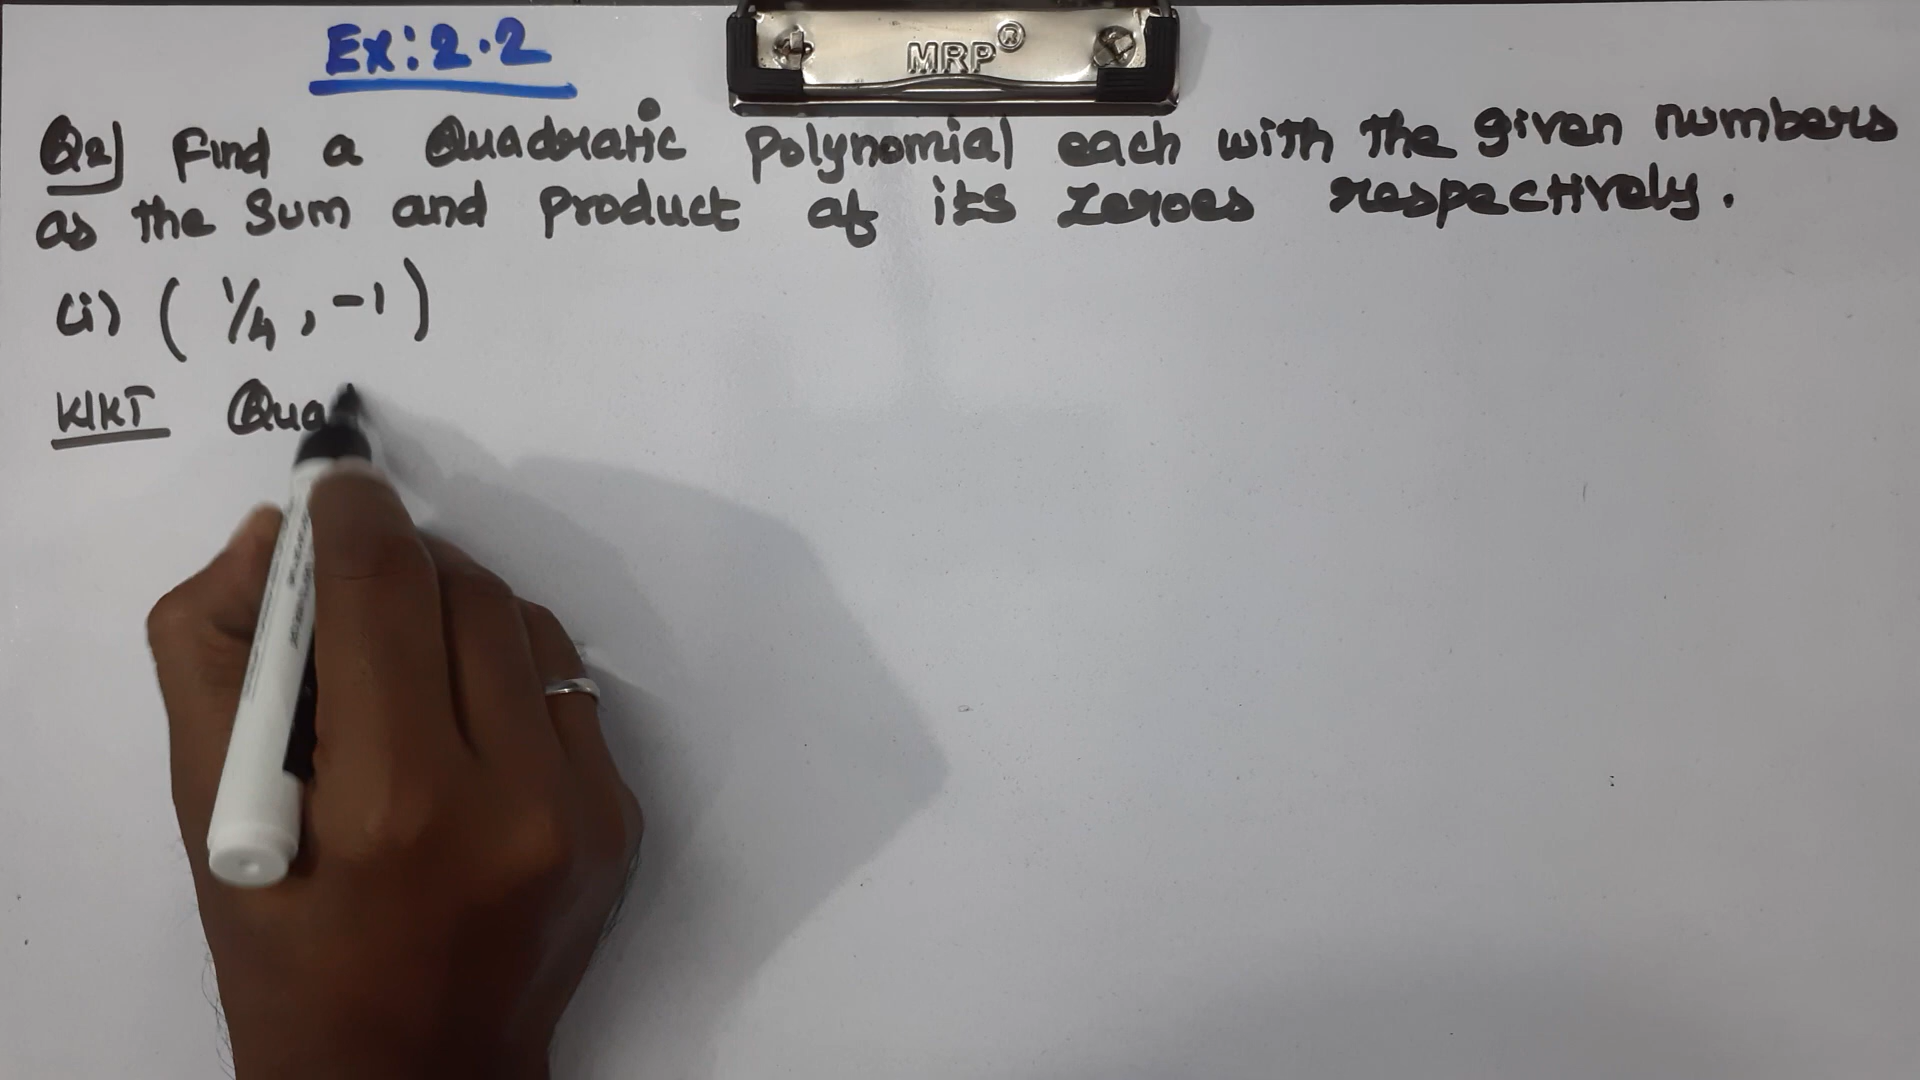 Ex: 2.2
MRP®
Q2) Find a Quadratic Polynomial each with the given numbers
as the Sum and product of its zeroes respectively.
(i) ( 1/4 , -1 )
WKT Qua